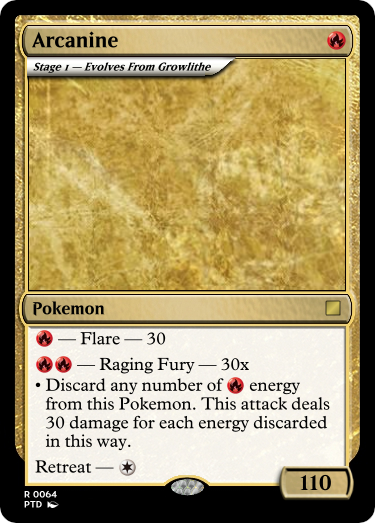 Arcanine
Stage 1 — Evolves From Growlithe
Pokemon
— Flare — 30
— Raging Fury — 30x
• Discard any number of energy
from this Pokemon. This attack deals
30 damage for each energy discarded
in this way.
Retreat —
110
R 0064
PTD